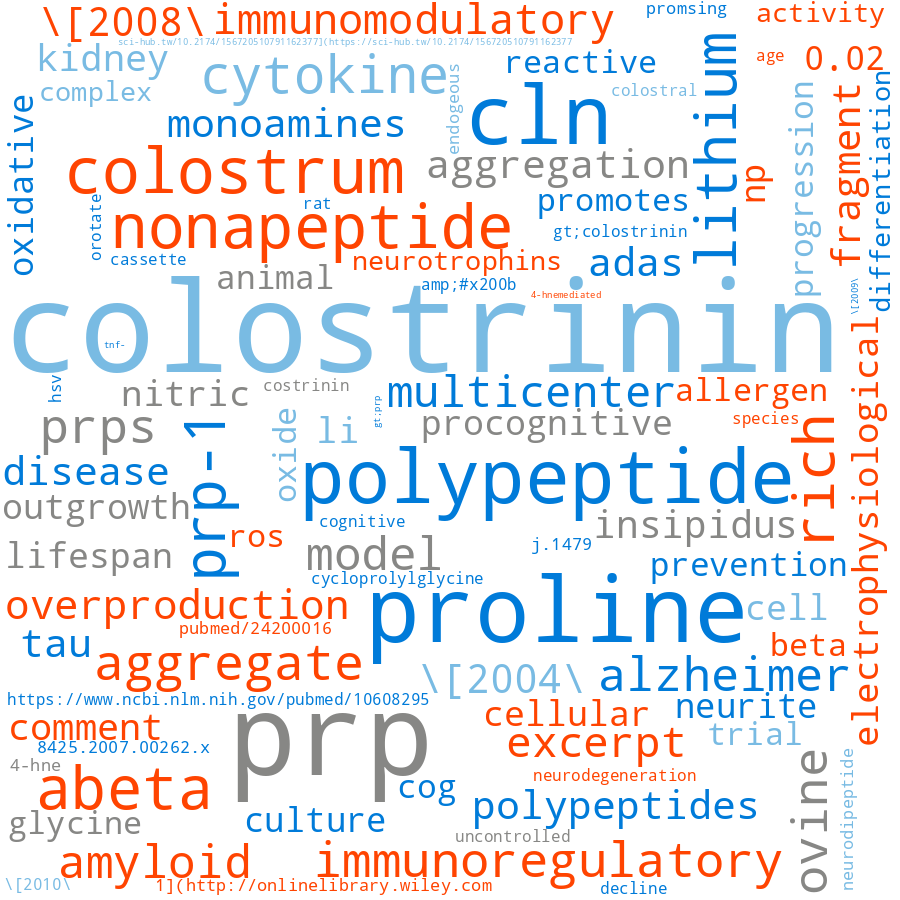 \[2008\
immunomodulatory
promsing
activity
sci-hub.tw/10.2174/156720510791162377](https://sci-hub.tw/10.2174/156720510791162377
kidney
cytokine
reactive
age
0.02
complex
endogeous
colostral
lithium
oxidative
monoamines
cln
progression
fragment
differentiation
colostrum
aggregation
np
orotate
rat
promotes
nonapeptide
gt;colostrinin
cassette
neurotrophins
adas
animal
amp;#x200b
4-hnemediated
\[2009\
colostrinin
tnf-
hsv
nitric
costrinin
gt;prp
multicenter
allergen
electrophysiological
prps
prp-1
oxide
li
procognitive
species
rich
disease
polypeptide
outgrowth
ros
cognitive
insipidus
lifespan
model
j.1479
cycloprolylglycine
prevention
overproduction
proline
cell
tau
pubmed/24200016
beta
aggregate
\[2004\
alzheimer
https://www.ncbi.nlm.nih.gov/pubmed/10608295
prp
cellular
neurite
comment
8425.2007.00262.x
excerpt
trial
4-hne
neurodegeneration
ovine
neurodipeptide
abeta
cog
polypeptides
glycine
culture
uncontrolled
amyloid
immunoregulatory
\[2010\
1](http://onlinelibrary.wiley.com
decline